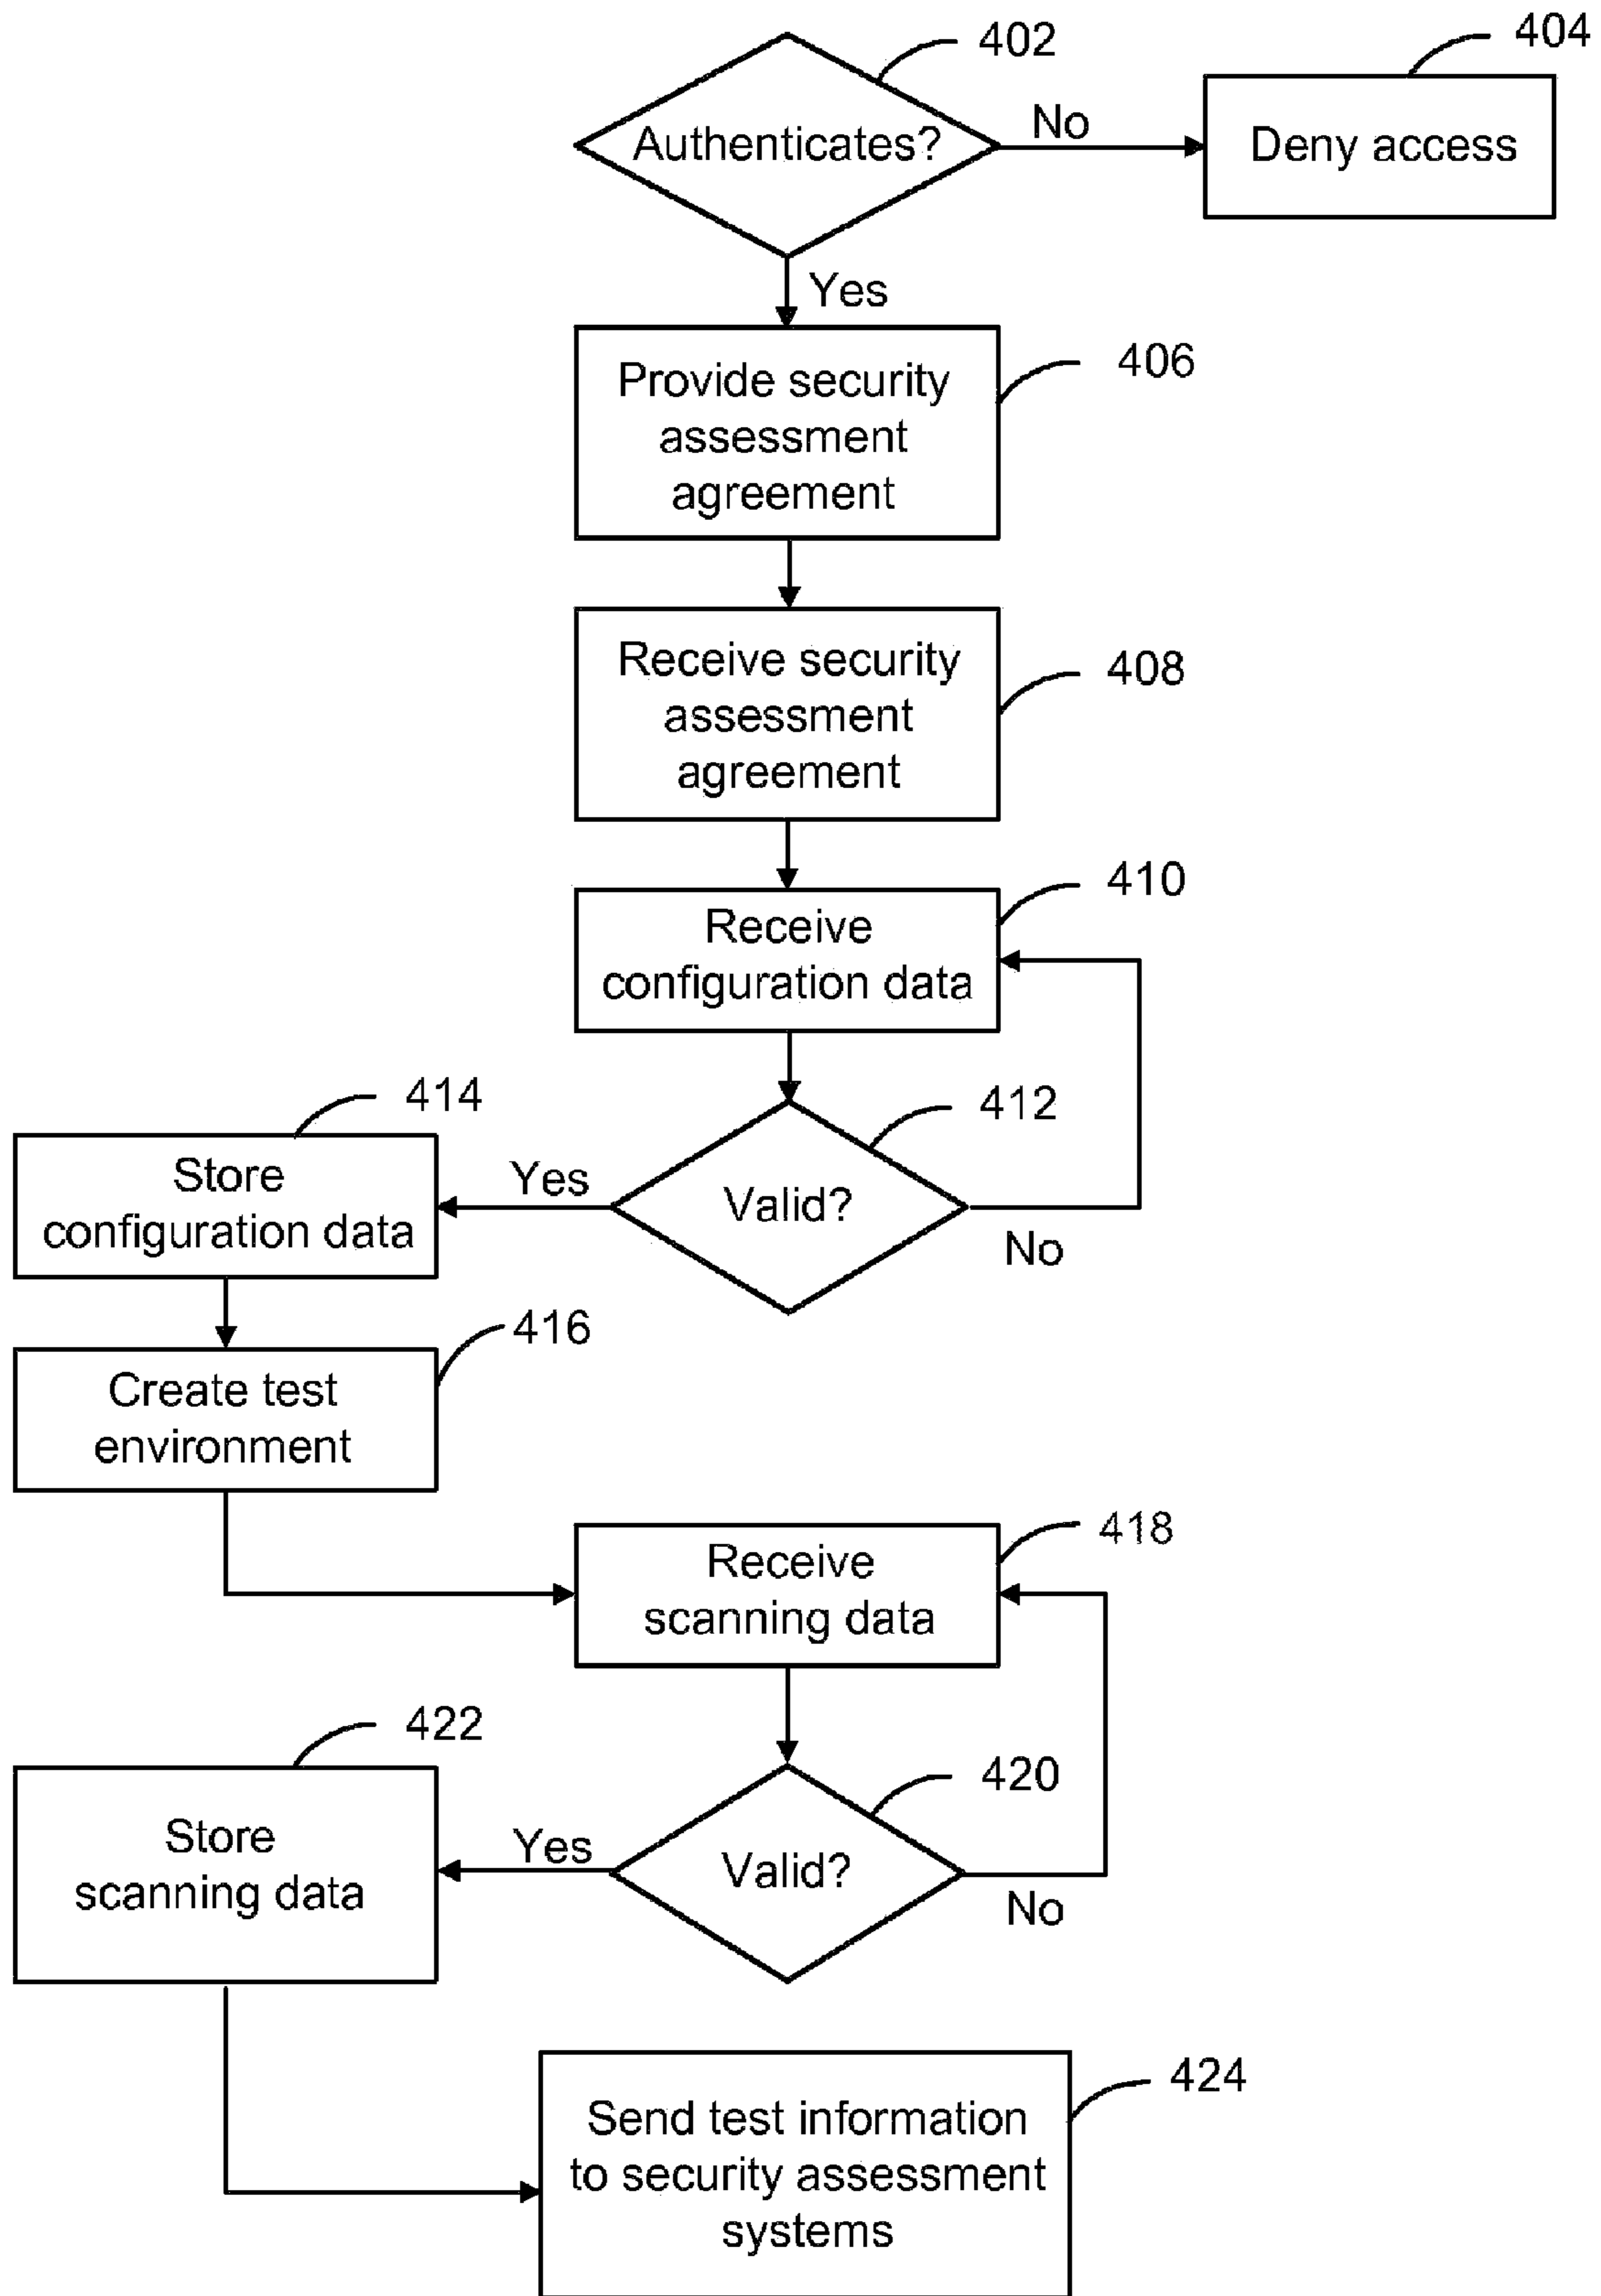 402
404
Authenticates?
No
Deny access
Yes
Provide security
assessment
agreement
406
Receive security
assessment
agreement
408
410
Receive
configuration data
414
412
Store
configuration data
Yes
Valid?
No
416
Create test
environment
418
Receive
scanning data
422
420
Store
scanning data
Yes
Valid?
No
424
Send test information
to security assessment
systems